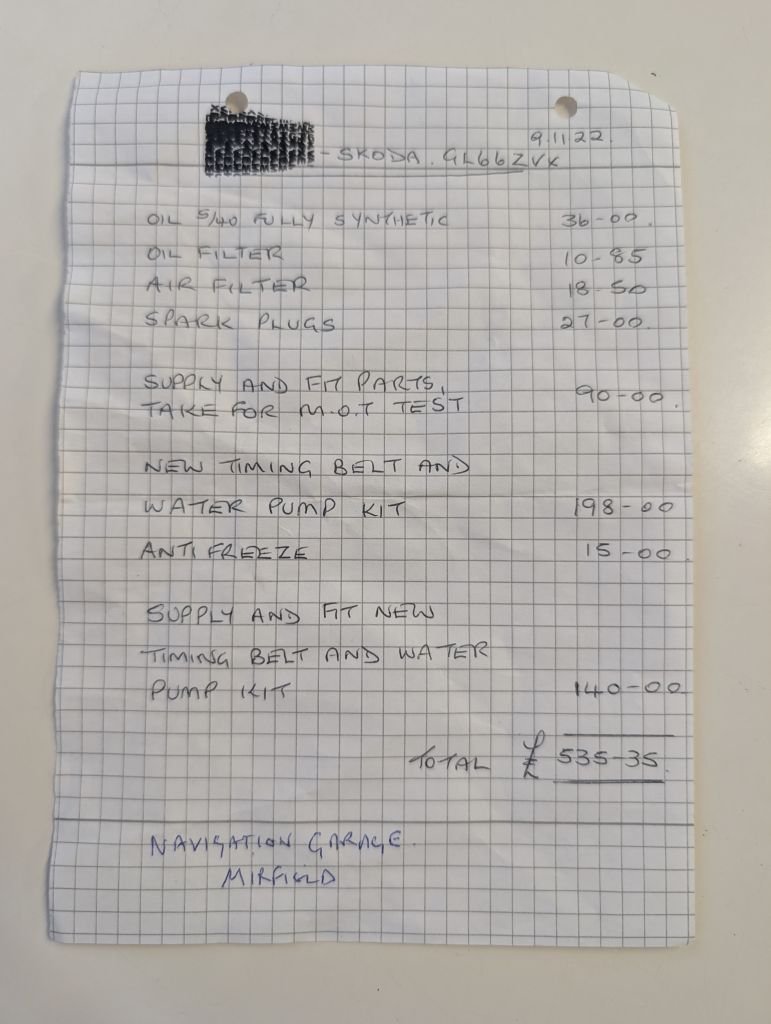 9.11.22.
- SKODA. GL66ZVX
OIL 5/40 FULLY SYNTHETIC 36-00.
OIL FILTER 10-85
AIR FILTER 18-50
SPARK PLUGS 27-00.
SUPPLY AND FIT PARTS,
TAKE FOR M.O.T TEST 90-00.
NEW TIMING BELT AND
WATER PUMP KIT 198-00
ANTI FREEZE 15-00
SUPPLY AND FIT NEW
TIMING BELT AND WATER
PUMP KIT 140-00
TOTAL £ 535-35.
NAVIGATION GARAGE.
MIRFIELD